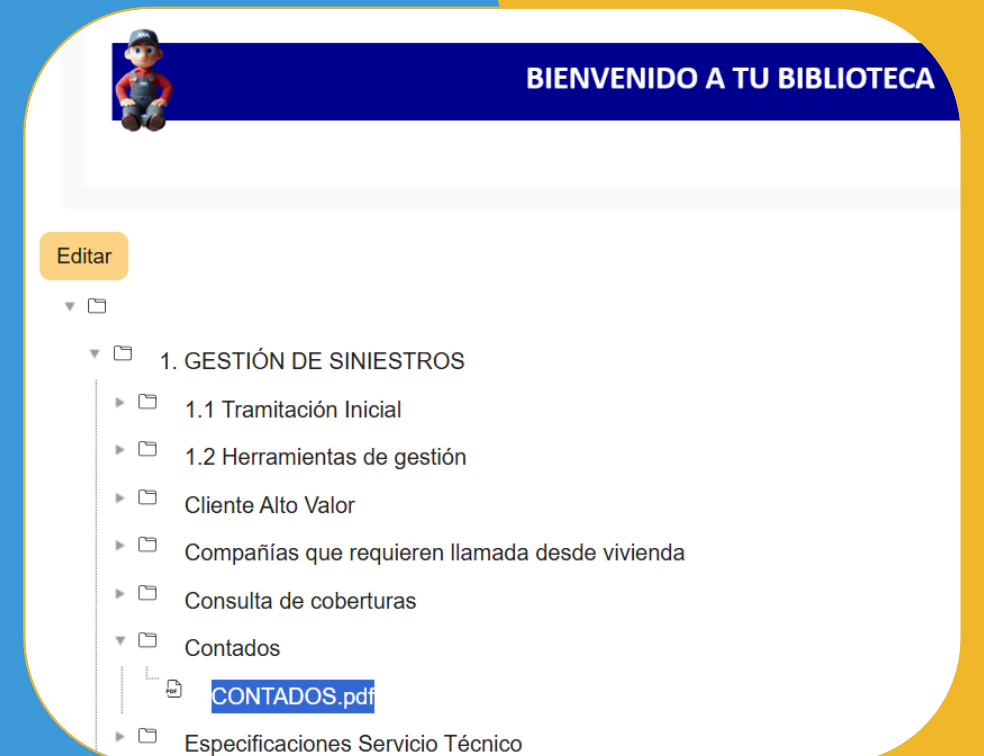 BIENVENIDO A TU BIBLIOTECA
Editar
1. GESTIÓN DE SINIESTROS
1.1 Tramitación Inicial
1.2 Herramientas de gestión
Cliente Alto Valor
Compañías que requieren llamada desde vivienda
Consulta de coberturas
Contados
PDF
CONTADOS.pdf
Especificaciones Servicio Técnico